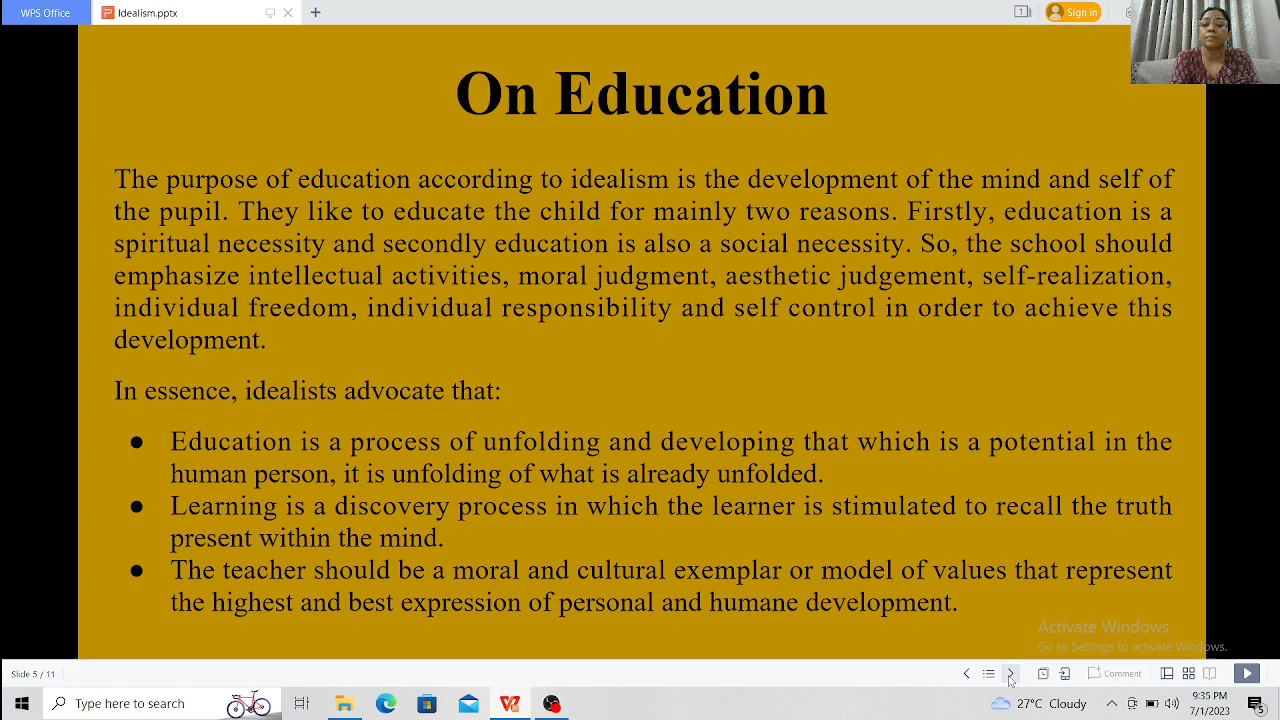 WPS Office
Idealism.pptx
1
Sign in
On Education
The purpose of education according to idealism is the development of the mind and self of
the pupil. They like to educate the child for mainly two reasons. Firstly, education is a
spiritual necessity and secondly education is also a social necessity. So, the school should
emphasize intellectual activities, moral judgment, aesthetic judgement, self-realization,
individual freedom, individual responsibility and self control in order to achieve this
development.
In essence, idealists advocate that:
● Education is a process of unfolding and developing that which is a potential in the
human person, it is unfolding of what is already unfolded.
● Learning is a discovery process in which the learner is stimulated to recall the truth
present within the mind.
● The teacher should be a moral and cultural exemplar or model of values that represent
the highest and best expression of personal and humane development.
Activate Windows
Go to Settings to activate Windows.
Slide 5 / 11
Comment
Type here to search
27°C Cloudy
9:35 PM
7/1/2023
5